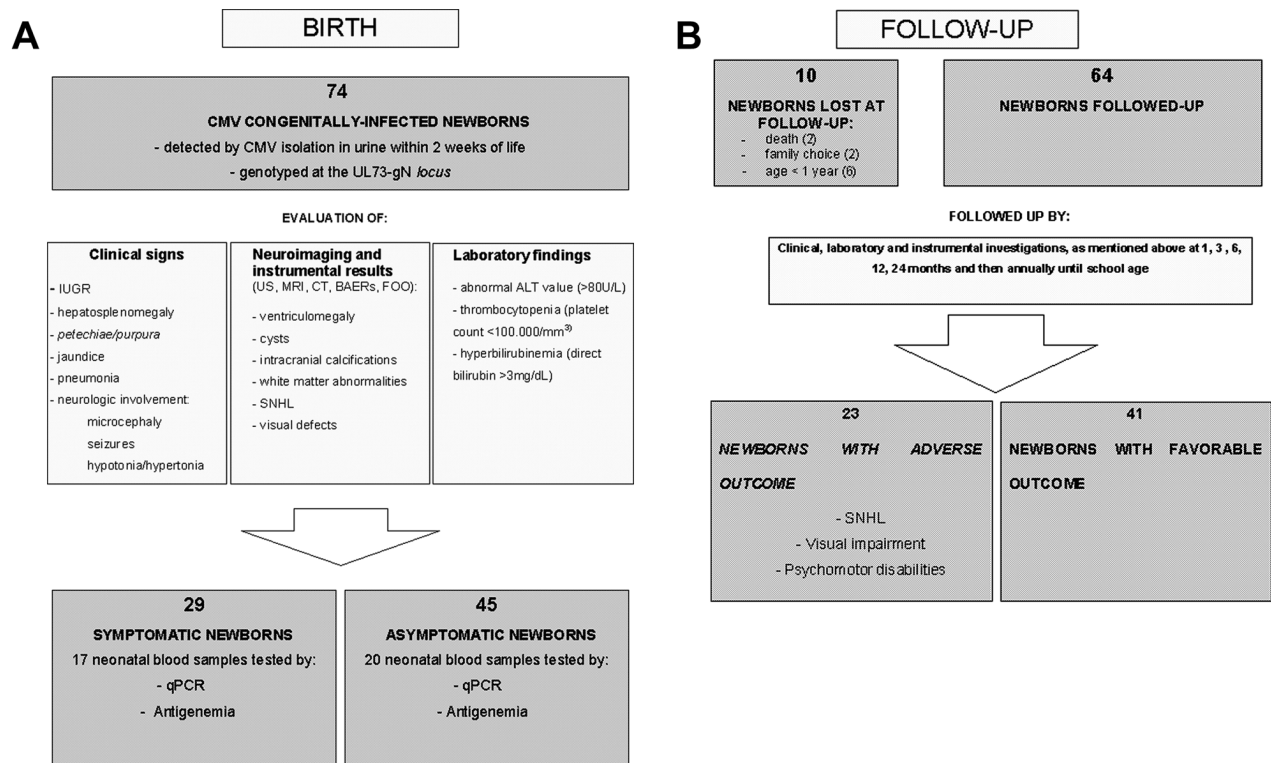 A
BIRTH
74
CMV CONGENITALLY-INFECTED NEWBORNS
- detected by CMV isolation in urine within 2 weeks of life
- genotyped at the UL73-gN locus
EVALUATION OF:
Clinical signs
- IUGR
- hepatosplenomegaly
- petechiae/purpura
- jaundice
- pneumonia
- neurologic involvement:
microcephaly
seizures
hypotonia/hypertonia
Neuroimaging and
instrumental results
(US, MRI, CT, BAERs, FOO):
- ventriculomegaly
- cysts
- intracranial calcifications
- white matter abnormalities
- SNHL
- visual defects
Laboratory findings
- abnormal ALT value (>80U/L)
- thrombocytopenia (platelet
count <100.000/mm3)
- hyperbilirubinemia (direct
bilirubin >3mg/dL)
29
SYMPTOMATIC NEWBORNS
17 neonatal blood samples tested by:
- qPCR
- Antigenemia
45
ASYMPTOMATIC NEWBORNS
20 neonatal blood samples tested by:
- qPCR
- Antigenemia
B
FOLLOW-UP
10
NEWBORNS LOST AT
FOLLOW-UP:
- death (2)
- family choice (2)
- age < 1 year (6)
64
NEWBORNS FOLLOWED-UP
FOLLOWED UP BY:
Clinical, laboratory and instrumental investigations, as mentioned above at 1, 3 , 6,
12, 24 months and then annually until school age
23
NEWBORNS WITH ADVERSE
OUTCOME
- SNHL
- Visual impairment
- Psychomotor disabilities
41
NEWBORNS WITH FAVORABLE
OUTCOME